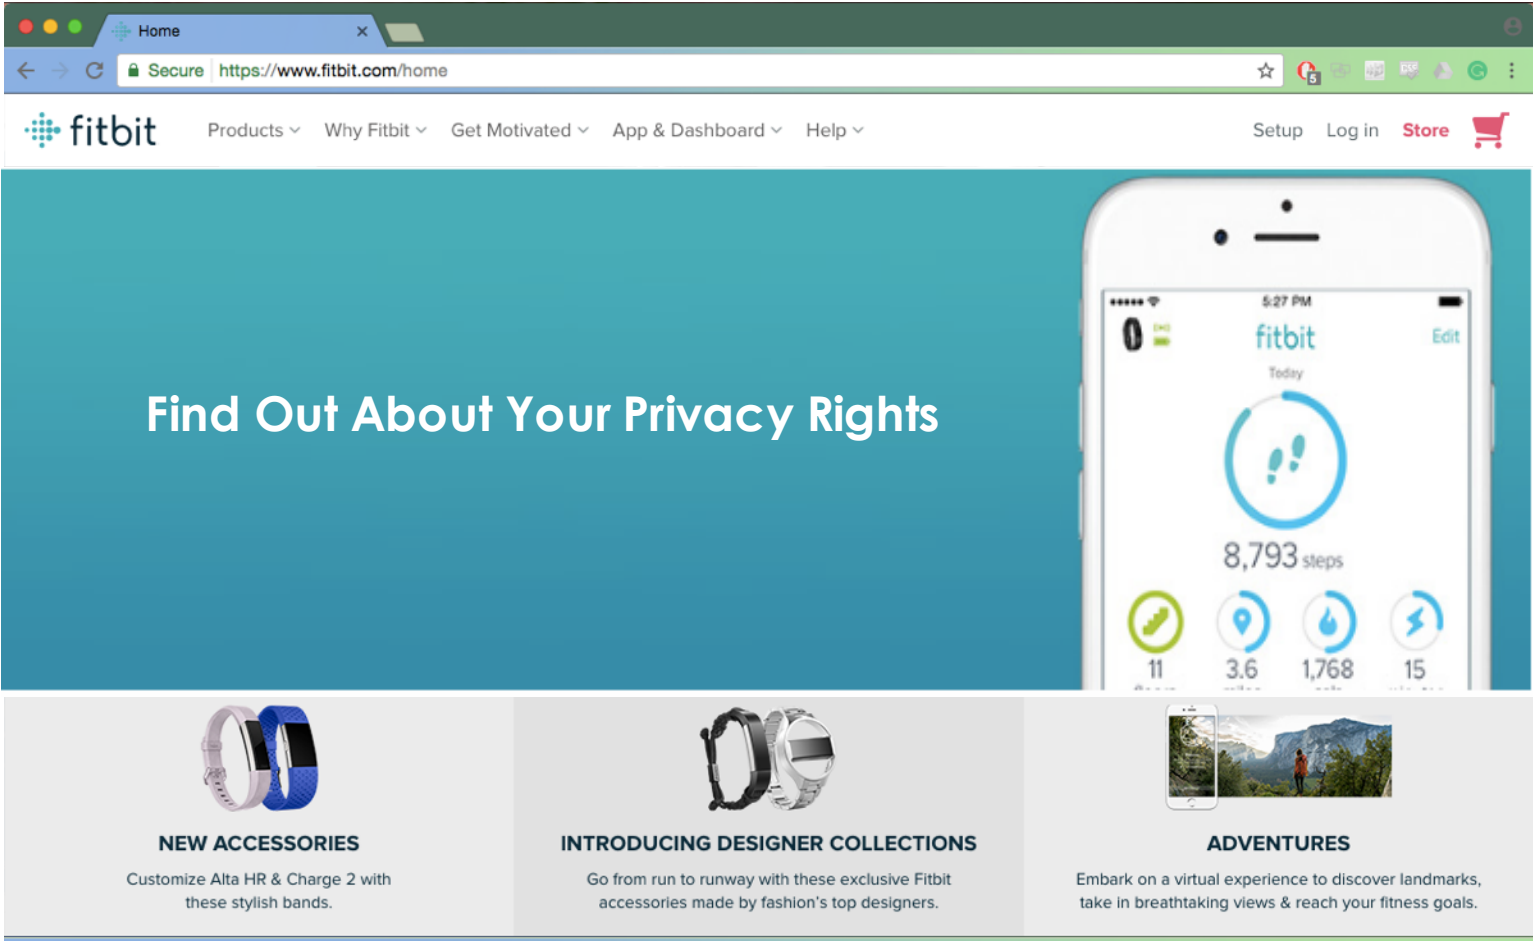 Home
Secure https://www.fitbit.com/home
5
fitbit Products Why Fitbit Get Motivated App & Dashboard Help Setup Log in Store
Find Out About Your Privacy Rights
5:27 PM
fitbit Edit
Today
8,793 steps
11 3.6 1,768 15
NEW ACCESSORIES
Customize Alta HR & Charge 2 with
these stylish bands.
INTRODUCING DESIGNER COLLECTIONS
Go from run to runway with these exclusive Fitbit
accessories made by fashion's top designers.
ADVENTURES
Embark on a virtual experience to discover landmarks,
take in breathtaking views & reach your fitness goals.